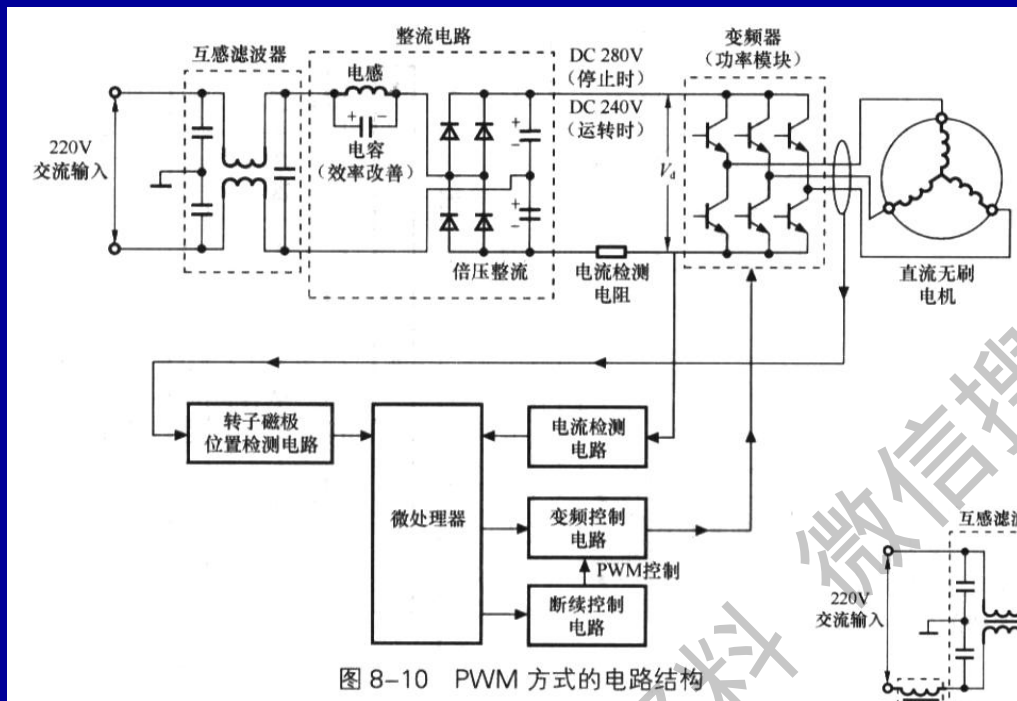 整流电路
互感滤波器
电感
电容
(效率改善)
220V
交流输入
倍压整流
DC 280V
(停止时)
DC 240V
(运转时)
电流检测
电阻
Vd
变频器
(功率模块)
直流无刷
电机
转子磁极
位置检测电路
微处理器
电流检测
电路
变频控制
电路
PWM控制
断续控制
电路
图 8-10 PWM 方式的电路结构
互感滤波
220V
交流输入
料 微信搜